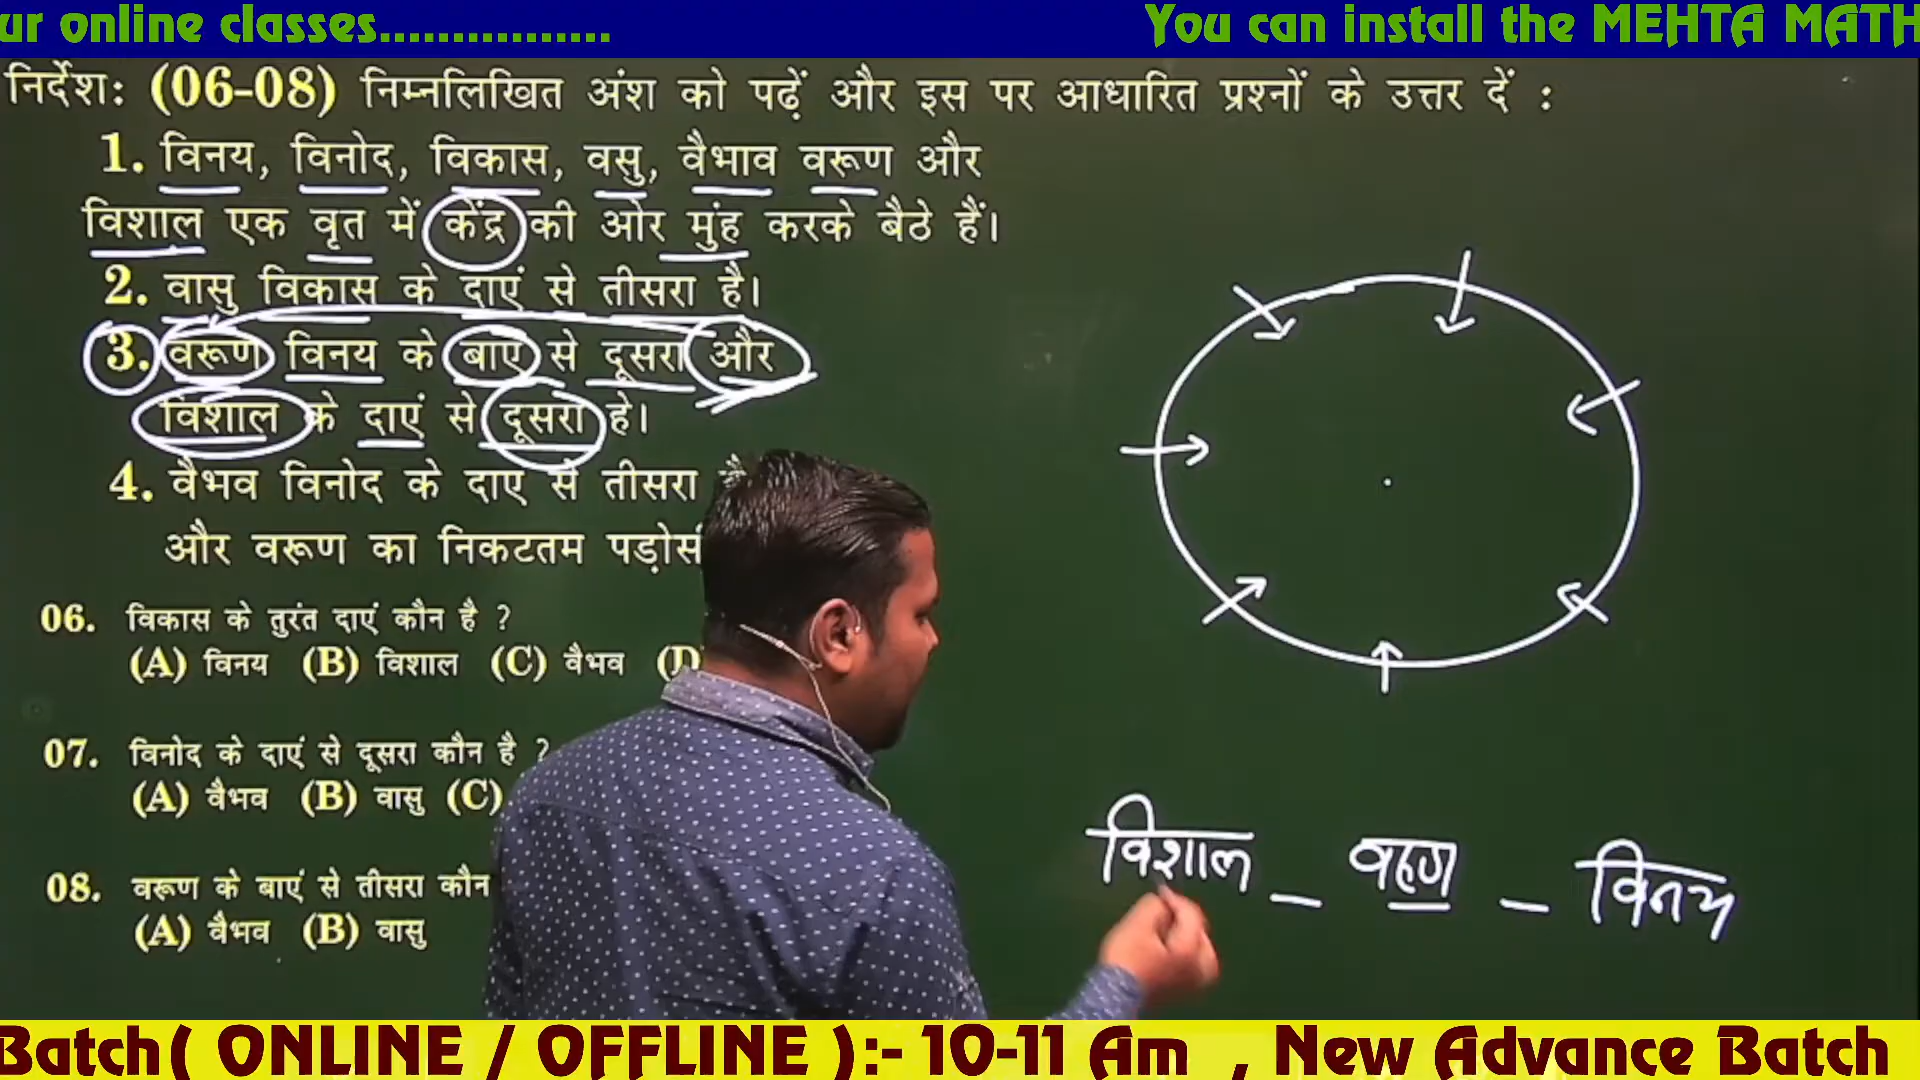 ur online classes................ You can install the MEHTA MATH
निर्देश: (06-08) निम्नलिखित अंश को पढ़ें और इस पर आधारित प्रश्नों के उत्तर दें :
1. विनय, विनोद, विकास, वसु, वैभाव वरूण और
विशाल एक वृत में केंद्र की ओर मुंह करके बैठे हैं।
2. वासु विकास के दाएं से तीसरा है।
3. वरूण विनय के बाएं से दूसरा और
विशाल के दाएं से दूसरा हे।
4. वैभव विनोद के दाए से तीसरा
और वरूण का निकटतम
06. विकास के तुरंत दाएं कौन है ?
(A) विनय (B) विशाल (C) वैभव (D
07. विनोद के दाएं से दूसरा कौन है ?
(A) वैभव (B) वासु (C)
08. वरूण के बाएं से तीसरा कौन
(A) वैभव (B) वासु
विशाल _ वरुण _ विनय
Batch( ONLINE / OFFLINE ):- 10-11 Am , New Advance Batch